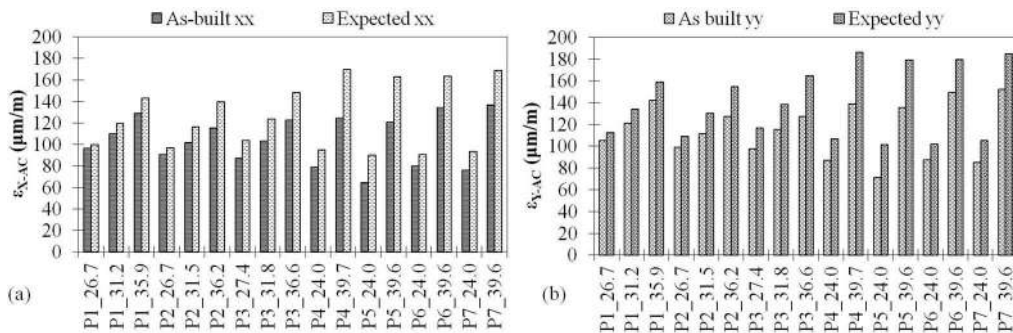 As-built xx Expected xx
εX-AC (μm/m)
200
180
160
140
120
100
80
60
40
20
0
P1_26.7
P1_31.2
P1_35.9
P2_26.7
P2_31.5
P2_36.2
P3_27.4
P3_31.8
P3_36.6
P4_24.0
P4_39.7
P5_24.0
P5_39.6
P6_24.0
P6_39.6
P7_24.0
P7_39.6
(a)
As built yy Expected yy
εY-AC (μm/m)
200
180
160
140
120
100
80
60
40
20
0
P1_26.7
P1_31.2
P1_35.9
P2_26.7
P2_31.5
P2_36.2
P3_27.4
P3_31.8
P3_36.6
P4_24.0
P4_39.7
P5_24.0
P5_39.6
P6_24.0
P6_39.6
P7_24.0
P7_39.6
(b)